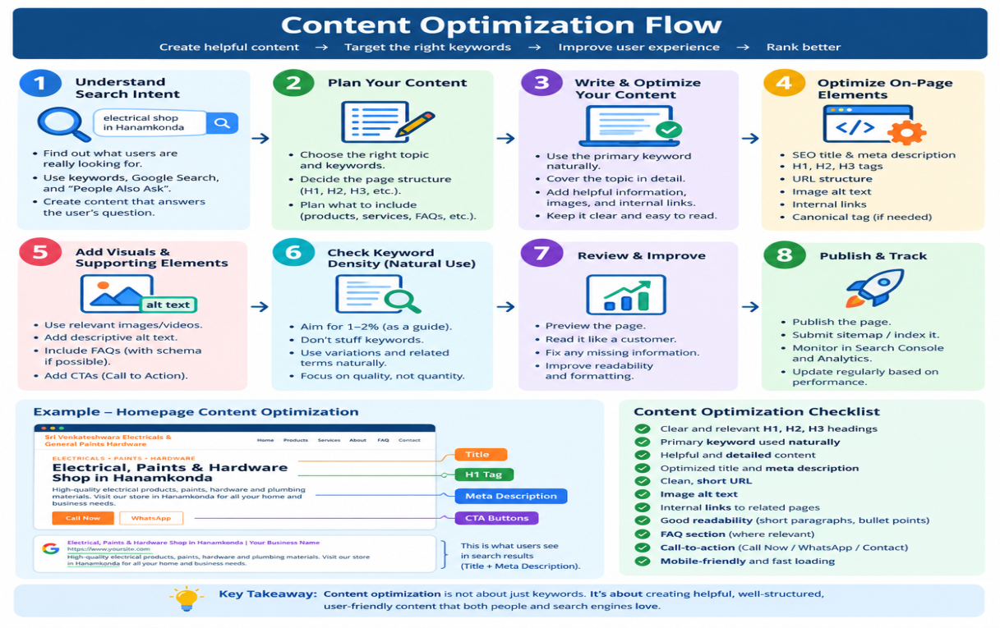 Content Optimization Flow
Create helpful content → Target the right keywords → Improve user experience → Rank better
1
Understand
Search Intent
electrical shop
in Hanamkonda
• Find out what users are
really looking for.
• Use keywords, Google Search,
and “People Also Ask”.
• Create content that answers
the user’s question.
2
Plan Your Content
• Choose the right topic
and keywords.
• Decide the page structure
(H1, H2, H3, etc.).
• Plan what to include
(products, services, FAQs, etc.).
3
Write & Optimize
Your Content
• Use the primary keyword
naturally.
• Cover the topic in detail.
• Add helpful information,
images, and internal links.
• Keep it clear and easy to read.
4
Optimize On-Page
Elements
</>
• SEO title & meta description
• H1, H2, H3 tags
• URL structure
• Image alt text
• Internal links
• Canonical tag (if needed)
5
Add Visuals &
Supporting Elements
alt text
• Use relevant images/videos.
• Add descriptive alt text.
• Include FAQs (with schema
if possible).
• Add CTAs (Call to Action).
6
Check Keyword
Density (Natural Use)
• Aim for 1–2% (as a guide).
• Don’t stuff keywords.
• Use variations and related
terms naturally.
• Focus on quality, not quantity.
7
Review & Improve
• Preview the page.
• Read it like a customer.
• Fix any missing information.
• Improve readability
and formatting.
8
Publish & Track
• Publish the page.
• Submit sitemap / index it.
• Monitor in Search Console
and Analytics.
• Update regularly based on
performance.
Example – Homepage Content Optimization
Sri Venkateshwara Electricals &
General Paints Hardware
Home Products Services About FAQ Contact
ELECTRICALS • PAINTS • HARDWARE
Electrical, Paints & Hardware
Shop in Hanamkonda
High-quality electrical products, paints, hardware and plumbing
materials. Visit our store in Hanamkonda for all your home and
business needs.
Call Now WhatsApp
Title
H1 Tag
Meta Description
CTA Buttons
G
Electrical, Paints & Hardware Shop in Hanamkonda | Your Business Name
https://www.yoursite.com
High-quality electrical products, paints, hardware and plumbing materials. Visit our store
in Hanamkonda for all your home and business needs.
This is what users see
in search results
(Title + Meta Description).
Content Optimization Checklist
Clear and relevant H1, H2, H3 headings
Primary keyword used naturally
Helpful and detailed content
Optimized title and meta description
Clean, short URL
Image alt text
Internal links to related pages
Good readability (short paragraphs, bullet points)
FAQ section (where relevant)
Call-to-action (Call Now / WhatsApp / Contact)
Mobile-friendly and fast loading
Key Takeaway: Content optimization is not about just keywords. It’s about creating helpful, well-structured,
user-friendly content that both people and search engines love.